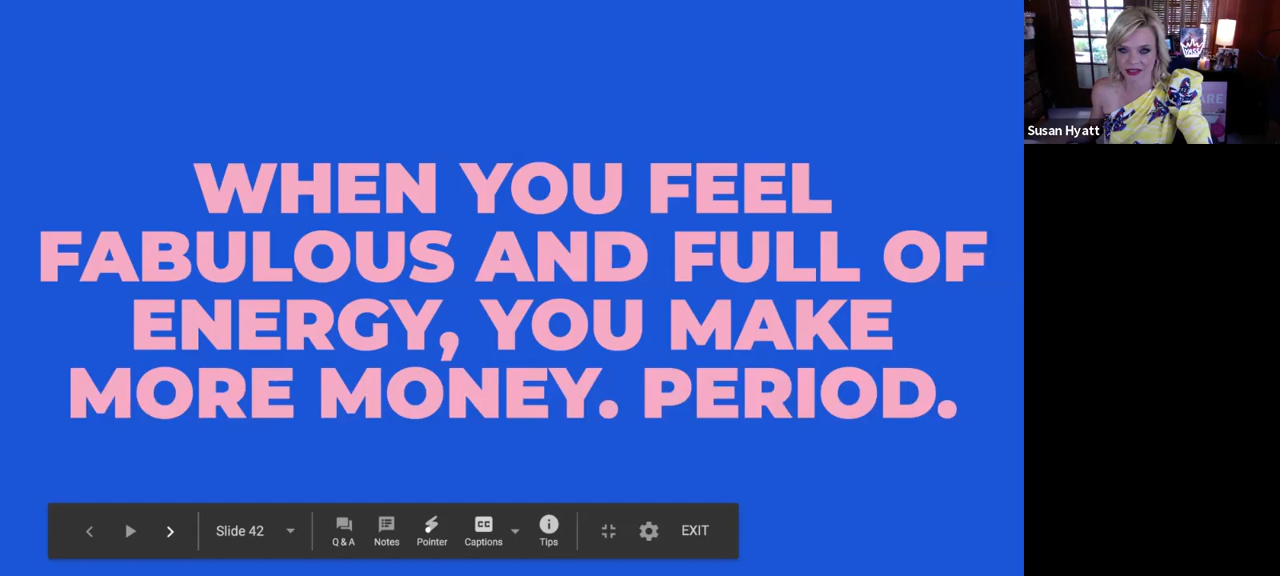 WHEN YOU FEEL
FABULOUS AND FULL OF
ENERGY, YOU MAKE
MORE MONEY. PERIOD.
Slide 42
Q & A
Notes
Pointer
CC
Captions
Tips
EXIT
Susan Hyatt
ARE